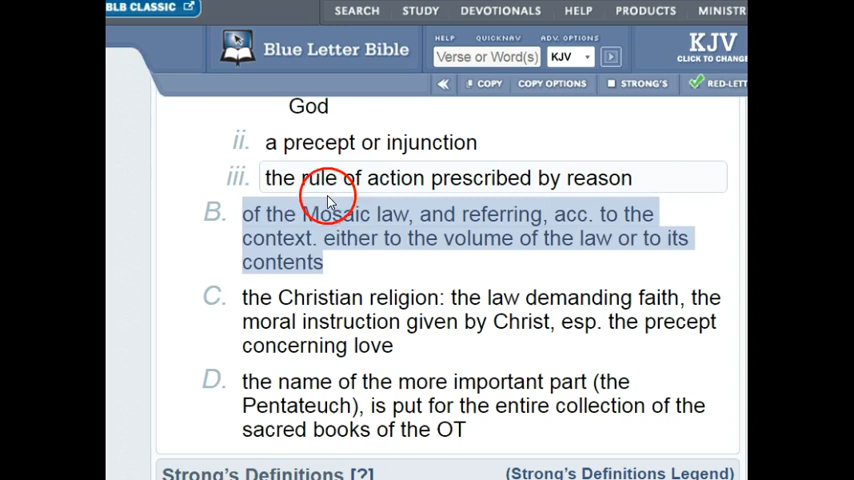 BLB CLASSIC
SEARCH STUDY DEVOTIONALS HELP PRODUCTS MINISTR
HELP QUICKNAV ADV. OPTIONS
Blue Letter Bible Verse or Word(s) KJV KJV
CLICK TO CHANGE
COPY COPY OPTIONS STRONG'S RED-LETT
God
ii. a precept or injunction
iii. the rule of action prescribed by reason
B. of the Mosaic law, and referring, acc. to the
context. either to the volume of the law or to its
contents
C. the Christian religion: the law demanding faith, the
moral instruction given by Christ, esp. the precept
concerning love
D. the name of the more important part (the
Pentateuch), is put for the entire collection of the
sacred books of the OT
Strong's Definitions [?] (Strong's Definitions Legend)